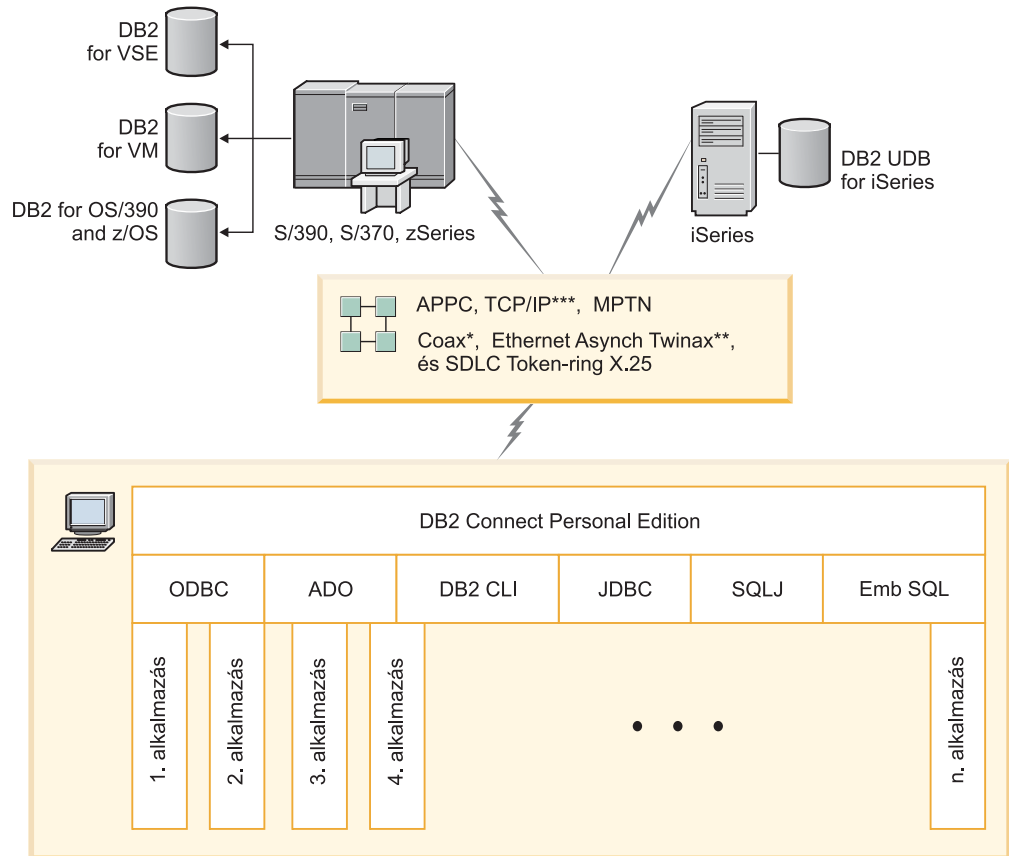 DB2
for VSE
DB2
for VM
DB2 for OS/390
and z/OS
S/390, S/370, zSeries
iSeries
DB2 UDB
for iSeries
APPC, TCP/IP***, MPTN
Coax*, Ethernet Asynch Twinax**,
és SDLC Token-ring X.25
DB2 Connect Personal Edition
ODBC
ADO
DB2 CLI
JDBC
SQLJ
Emb SQL
1. alkalmazás
2. alkalmazás
3. alkalmazás
4. alkalmazás
n. alkalmazás